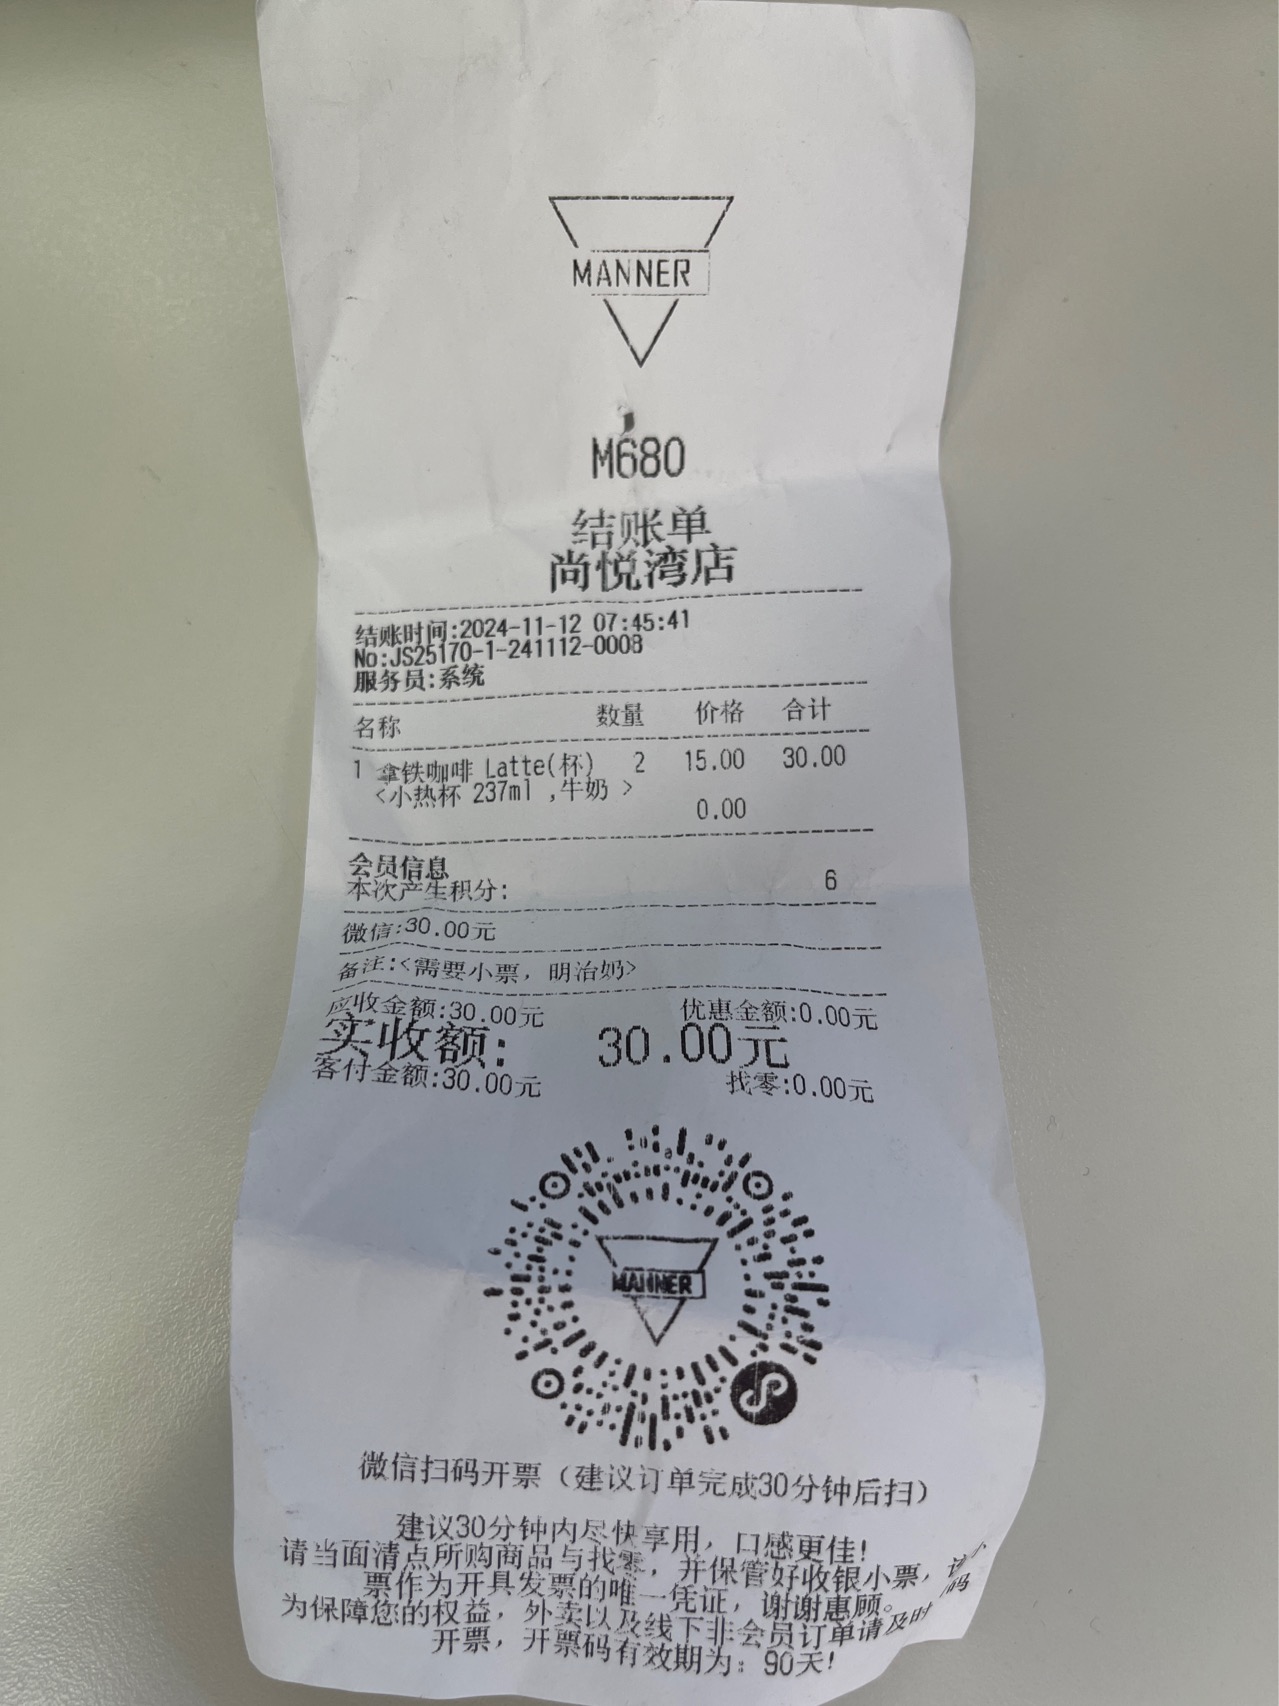 MANNER
M680
结账单
尚悦湾店
结账时间:2024-11-12 07:45:41
No:JS25170-1-241112-0008
服务员:系统
名称 数量 价格 合计
1 拿铁咖啡 Latte(杯) 2 15.00 30.00
<小热杯 237ml ,牛奶 >
0.00
会员信息
本次产生积分: 6
微信:30.00元
备注:<需要小票, 明治奶>
应收金额:30.00元 优惠金额:0.00元
实收额: 30.00元
客付金额:30.00元 找零:0.00元
MANNER
微信扫码开票（建议订单完成30分钟后扫）
建议30分钟内尽快享用，口感更佳!
请当面清点所购商品与找零，并保管好收银小票，该小
票作为开具发票的唯一凭证，谢谢惠顾。 码
为保障您的权益，外卖以及线下非会员订单请及时
开票，开票码有效期为：90天!